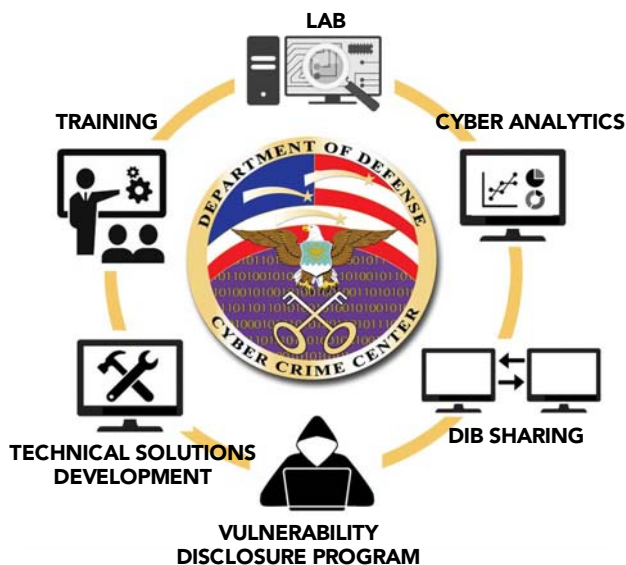 LAB
TRAINING
CYBER ANALYTICS
DEPARTMENT OF DEFENSE
CYBER CRIME CENTER
DIB SHARING
TECHNICAL SOLUTIONS
DEVELOPMENT
VULNERABILITY
DISCLOSURE PROGRAM